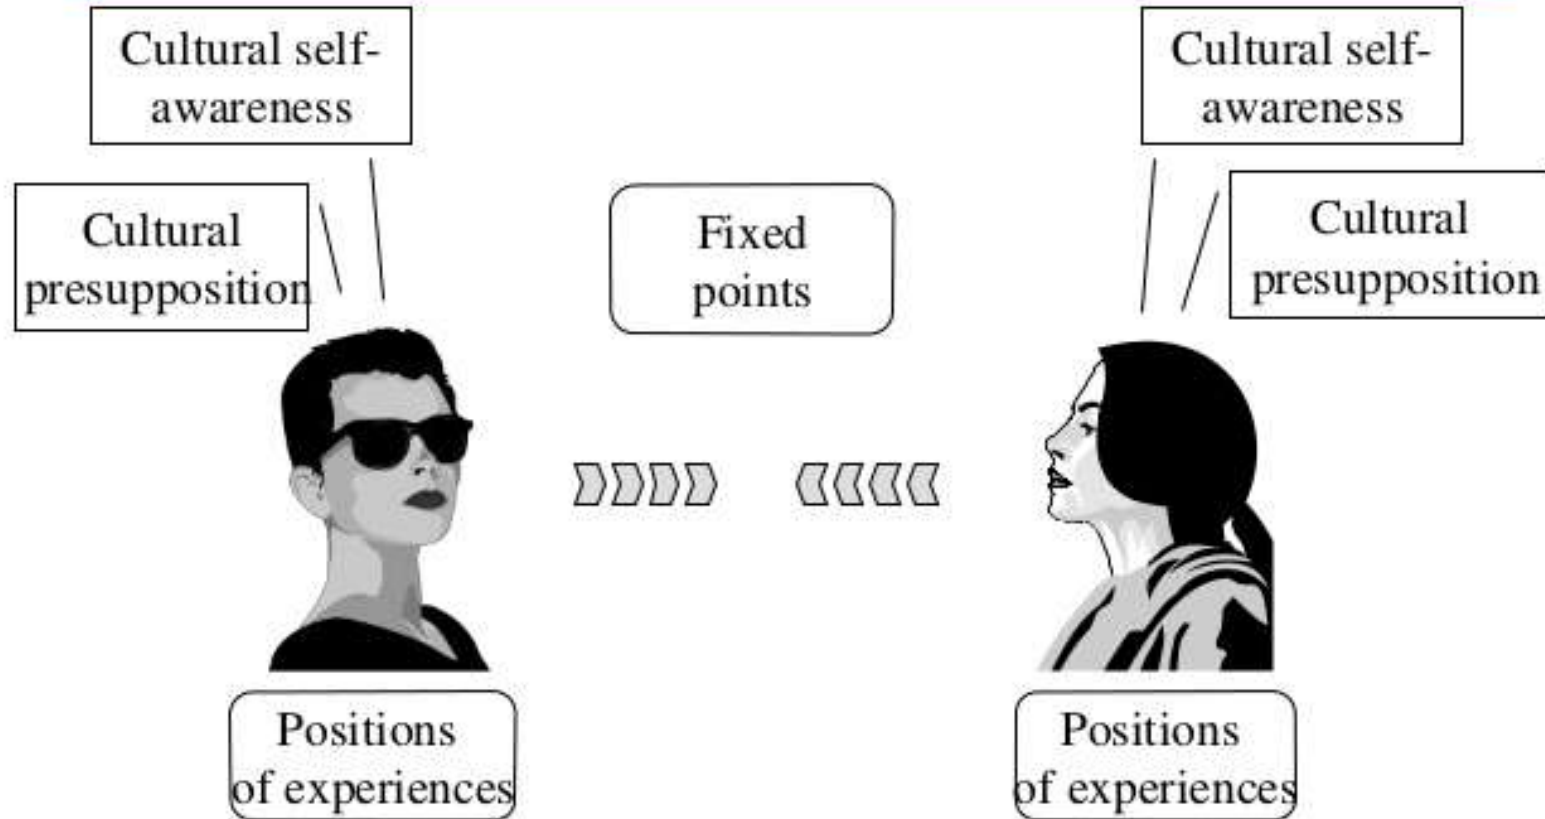 Cultural self-
awareness
Cultural
presupposition
Fixed
points
Cultural self-
awareness
Cultural
presupposition
Positions
of experiences
Positions
of experiences